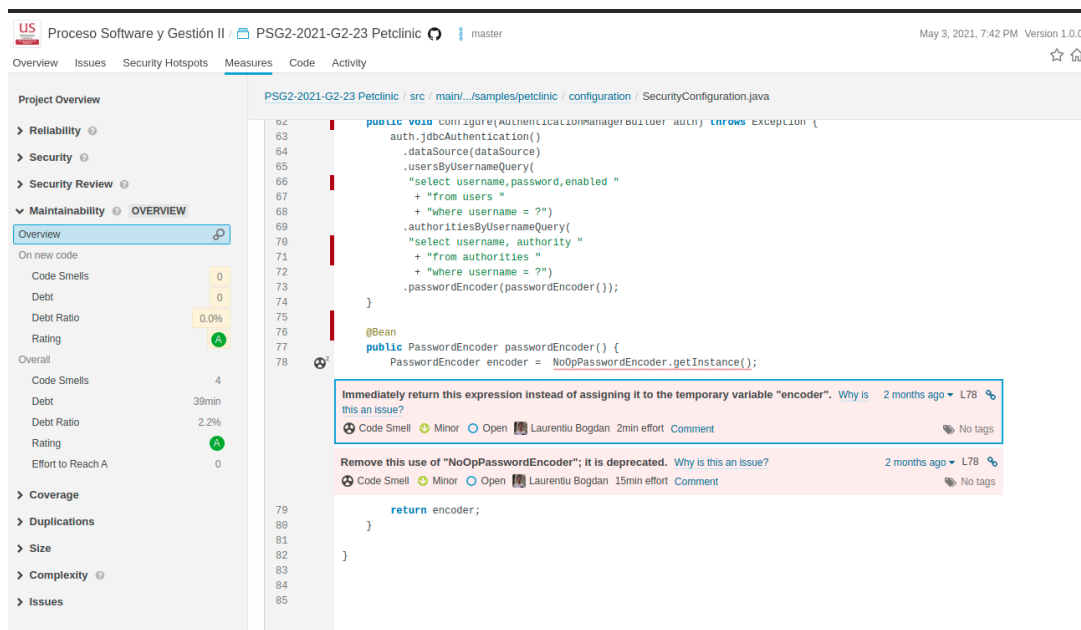 US Proceso Software y Gestión II / PSG2-2021-G2-23 Petclinic master May 3, 2021, 7:42 PM Version 1.0.0
Overview Issues Security Hotspots Measures Code Activity
Project Overview
Reliability
Security
Security Review
Maintainability OVERVIEW
Overview
On new code
Code Smells 0
Debt 0
Debt Ratio 0.0%
Rating A
Overall
Code Smells 4
Debt 39min
Debt Ratio 2.2%
Rating A
Effort to Reach A 0
Coverage
Duplications
Size
Complexity
Issues
PSG2-2021-G2-23 Petclinic / src / main/.../samples/petclinic / configuration / SecurityConfiguration.java
62 public void configure(AuthenticationManagerBuilder auth) throws Exception {
63 auth.jdbcAuthentication()
64 .dataSource(dataSource)
65 .usersByUsernameQuery(
66 "select username,password,enabled "
67 + "from users "
68 + "where username = ?")
69 .authoritiesByUsernameQuery(
70 "select username, authority "
71 + "from authorities "
72 + "where username = ?")
73 .passwordEncoder(passwordEncoder());
74 }
75
76 @Bean
77 public PasswordEncoder passwordEncoder() {
78 2 PasswordEncoder encoder = NoOpPasswordEncoder.getInstance();
Immediately return this expression instead of assigning it to the temporary variable "encoder". Why is 2 months ago L78
this an issue?
Code Smell Minor Open Laurentiu Bogdan 2min effort Comment No tags
Remove this use of "NoOpPasswordEncoder"; it is deprecated. Why is this an issue? 2 months ago L78
Code Smell Minor Open Laurentiu Bogdan 15min effort Comment No tags
79 return encoder;
80 }
81
82 }
83
84
85